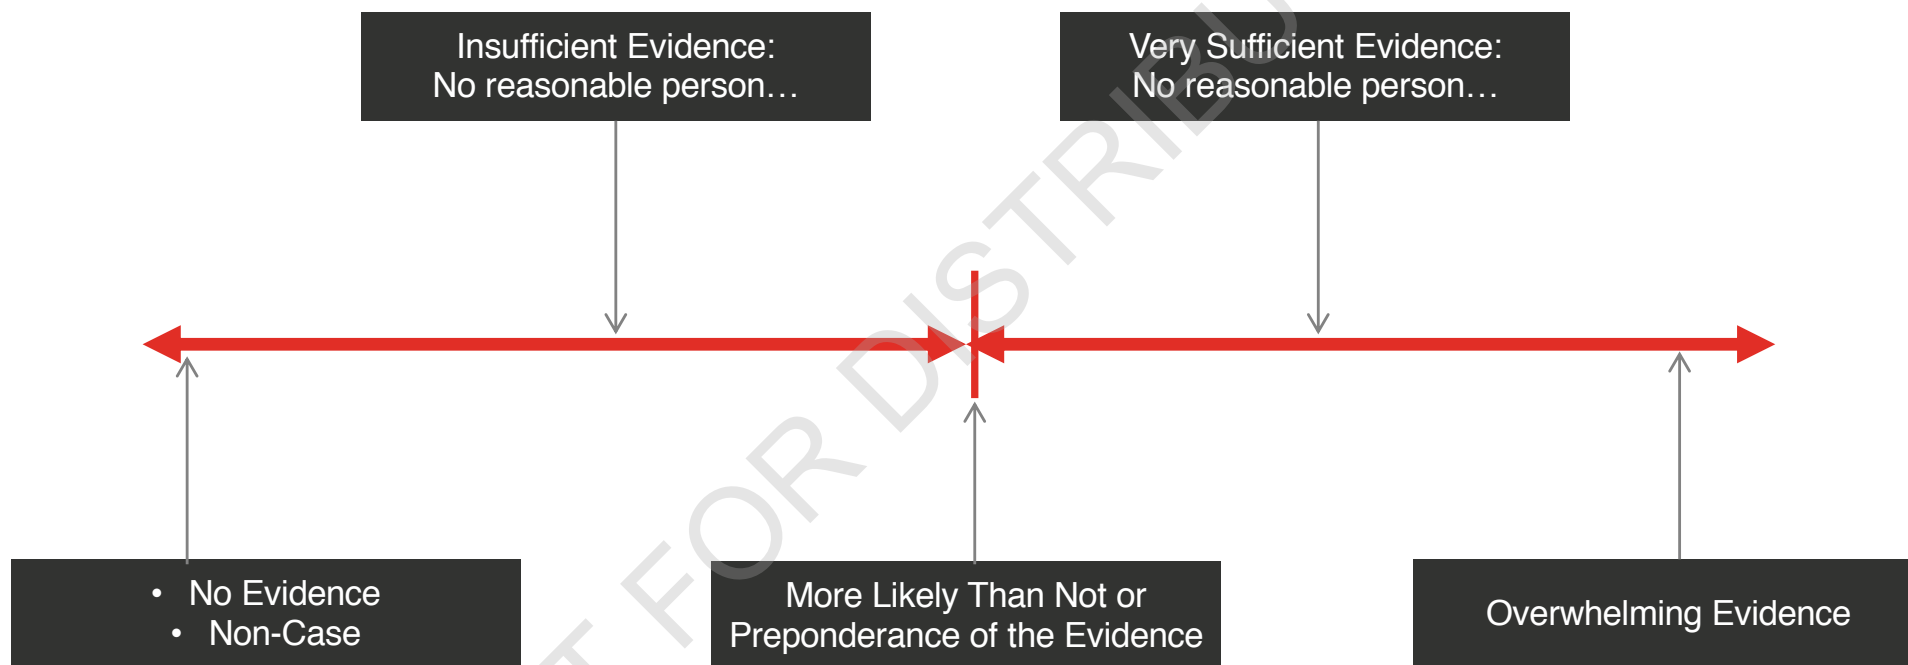 Insufficient Evidence:
No reasonable person…
Very Sufficient Evidence:
No reasonable person…
• No Evidence
• Non-Case
More Likely Than Not or
Preponderance of the Evidence
Overwhelming Evidence
FOR